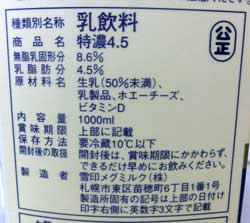 種類別名称 乳飲料
商品名 特濃4.5
無脂乳固形分 8.6%
乳脂肪分 4.5%
原材料名 生乳(50%未満)、
乳製品、ホエーチーズ、
ビタミンD
内容量 1000ml
賞味期限 上部に記載
保存方法 要冷蔵10℃以下
開封後の取扱 開封後は、賞味期限にかかわらず、
できるだけ早めにお飲みください。
製造者 雪印メグミルク(株)
札幌市東区苗穂町6丁目1番1号
製造所固有の記号は上部の日付
印字右側に英数字3文字で記載
公正